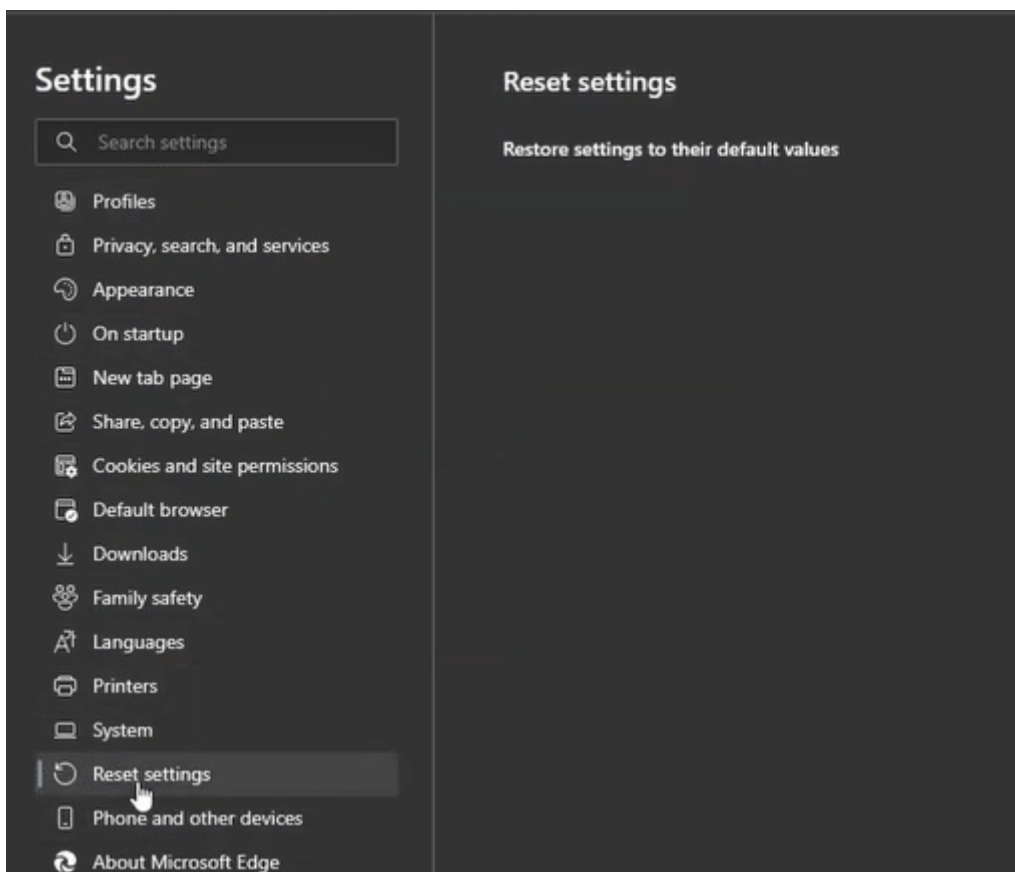 Settings
Search settings
Profiles
Privacy, search, and services
Appearance
On startup
New tab page
Share, copy, and paste
Cookies and site permissions
Default browser
Downloads
Family safety
Languages
Printers
System
Reset settings
Phone and other devices
About Microsoft Edge
Reset settings
Restore settings to their default values